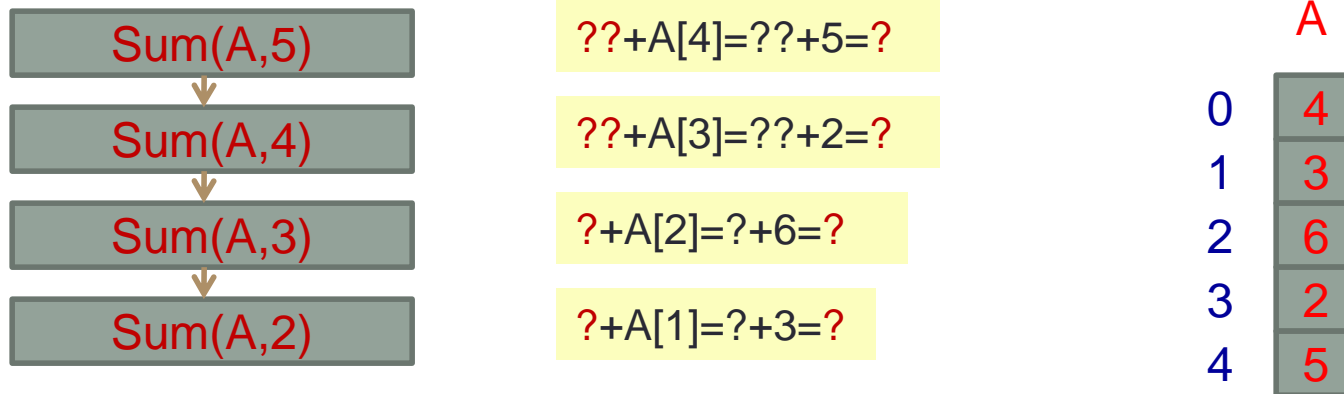 Sum(A,5)
??+A[4]=??+5=?
Sum(A,4)
??+A[3]=??+2=?
Sum(A,3)
?+A[2]=?+6=?
Sum(A,2)
?+A[1]=?+3=?
A
0 4
1 3
2 6
3 2
4 5